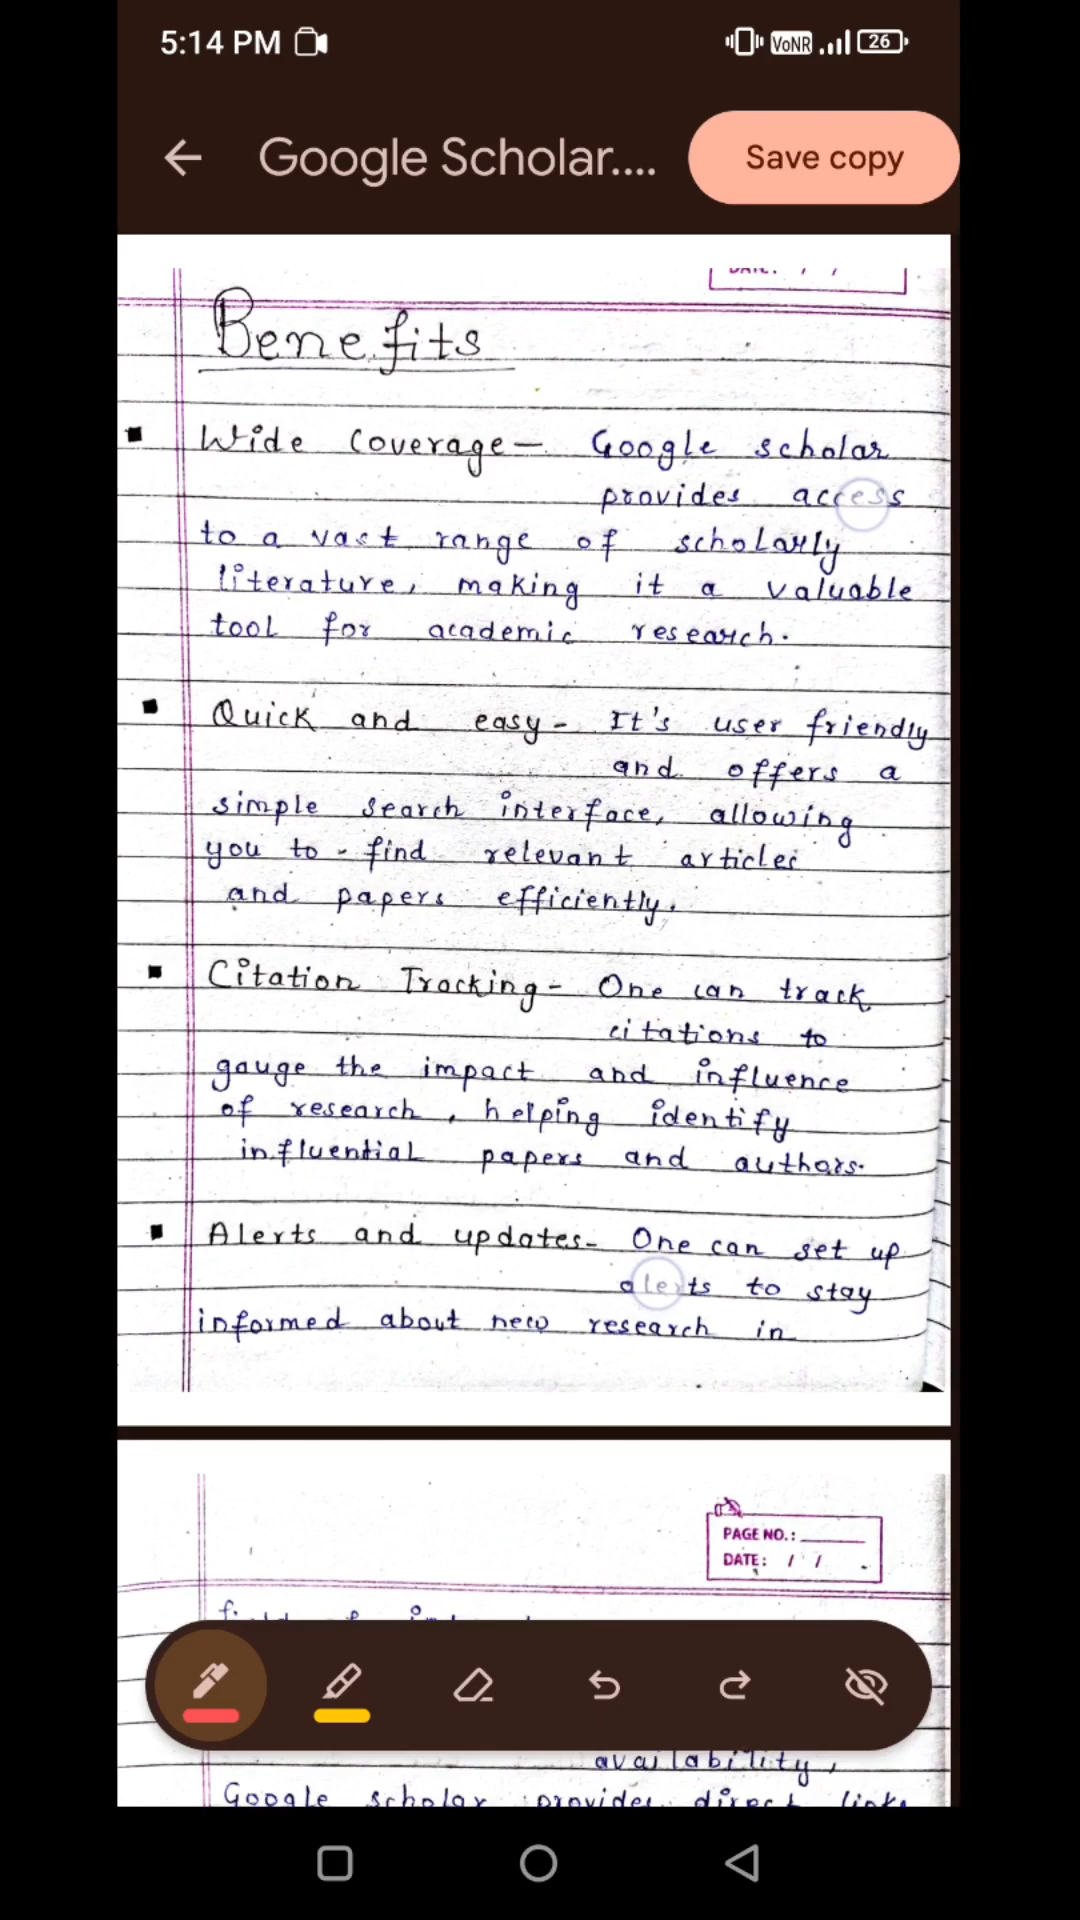 5:14 PM
VoNR 26
Google Scholar....
Save copy
DATE: / /
Benefits
Wide Coverage - Google scholar
provides access
to a vast range of scholarly
literature, making it a valuable
tool for academic research.
Quick and easy - It's user friendly
and offers a
simple search interface, allowing
you to find relevant articles
and papers efficiently.
Citation Tracking - One can track
citations to
gauge the impact and influence
of research, helping identify
influential papers and authors.
Alerts and updates - One can set up
alerts to stay
informed about new research in
PAGE NO.:
DATE: / /
availability,
Google scholar provides direct links